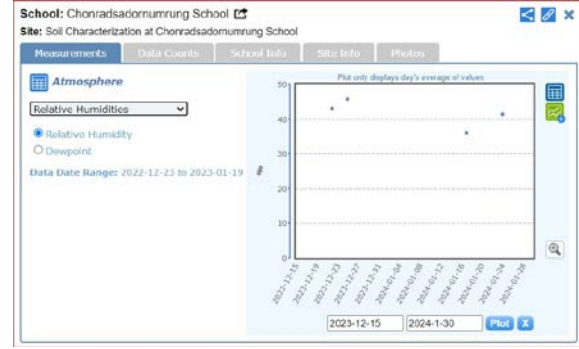 School: Chonradsadornumrung School
Site: Soil Characterization at Chonradsadornumrung School
Measurements
Data Counts
School Info
Site Info
Photos
Atmosphere
Relative Humidities
Relative Humidity
Dewpoint
Data Date Range: 2022-12-23 to 2023-01-19
Plot only displays day's average of values
50
40
30
20
10
0
2023-12-15
2023-12-19
2023-12-23
2023-12-27
2023-12-31
2024-01-04
2024-01-08
2024-01-12
2024-01-16
2024-01-20
2024-01-24
2024-01-28
2023-12-15
2024-1-30
Plot
X